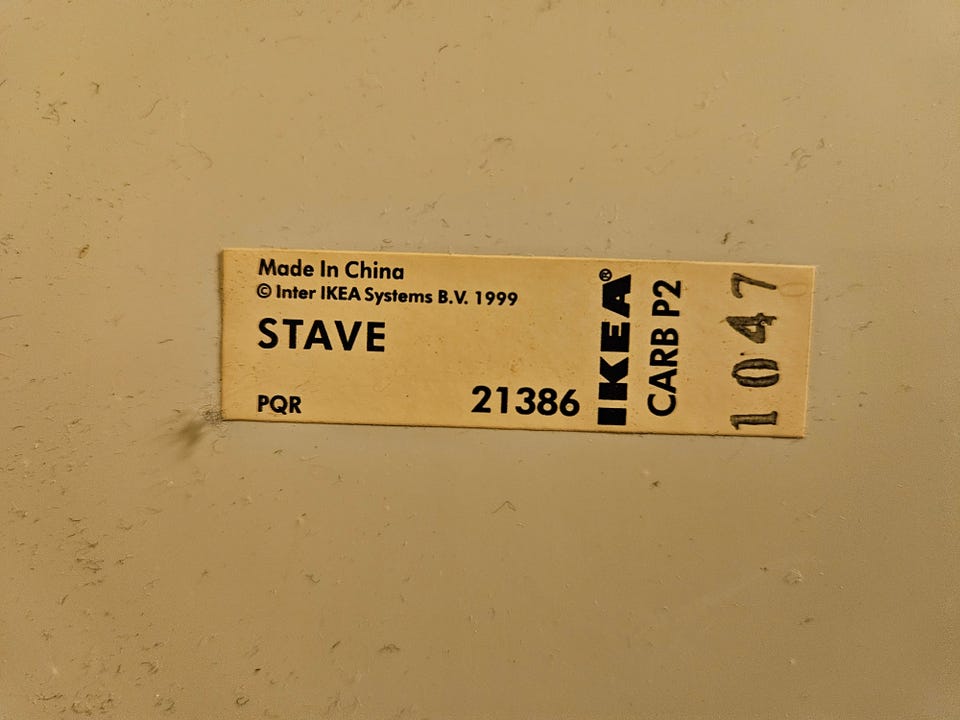 Made In China
© Inter IKEA Systems B.V. 1999
STAVE
PQR
21386
IKEA®
CARB P2
1047